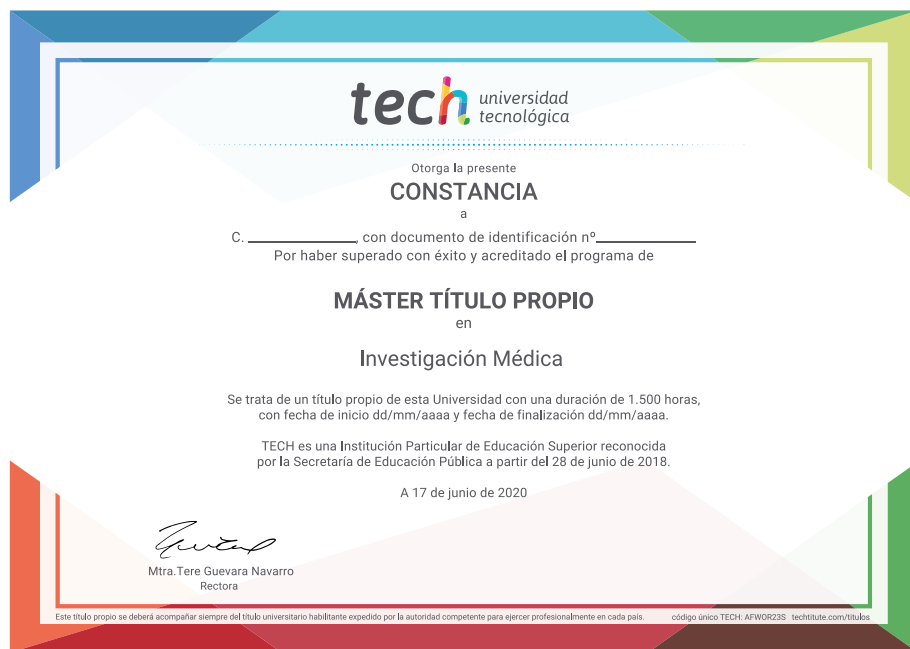 tech universidad
tecnológica
Otorga la presente
CONSTANCIA
a
C. ____________, con documento de identificación nº____________
Por haber superado con éxito y acreditado el programa de
MÁSTER TÍTULO PROPIO
en
Investigación Médica
Se trata de un título propio de esta Universidad con una duración de 1.500 horas,
con fecha de inicio dd/mm/aaaa y fecha de finalización dd/mm/aaaa.
TECH es una Institución Particular de Educación Superior reconocida
por la Secretaría de Educación Pública a partir del 28 de junio de 2018.
A 17 de junio de 2020
Mtra.Tere Guevara Navarro
Rectora
Este título propio se deberá acompañar siempre del título universitario habilitante expedido por la autoridad competente para ejercer profesionalmente en cada país. código único TECH: AFWOR23S techtitute.com/titulos